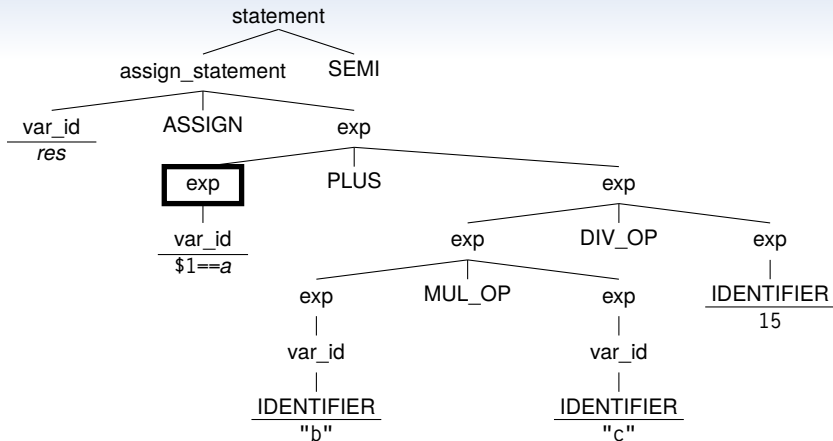 statement
assign_statement SEMI
var_id ASSIGN exp
res
exp PLUS exp
var_id exp DIV_OP exp
$1==a
exp MUL_OP exp IDENTIFIER
15
var_id var_id
IDENTIFIER IDENTIFIER
"b" "c"